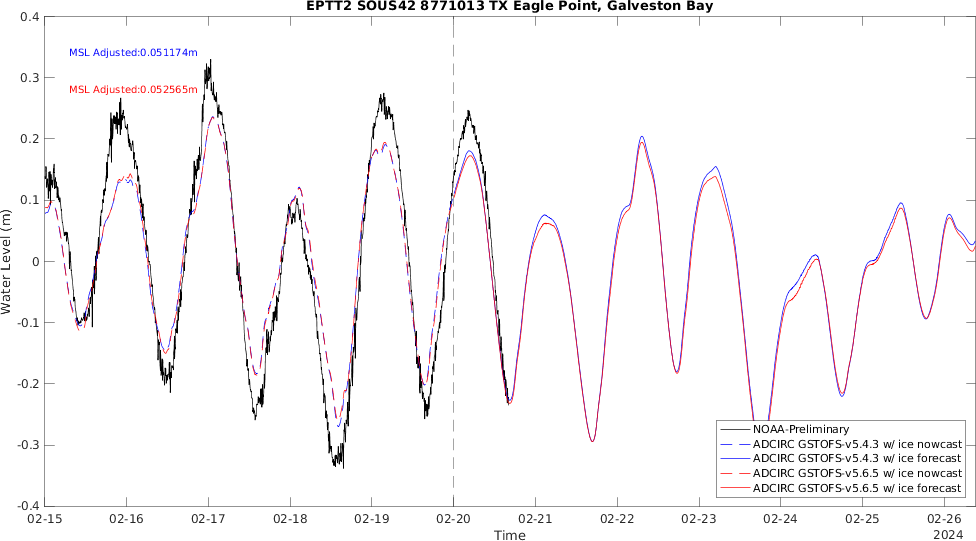 EPTT2 SOUS42 8771013 TX Eagle Point, Galveston Bay
MSL Adjusted:0.051174m
MSL Adjusted:0.052565m
Water Level (m)
0.4
0.3
0.2
0.1
0
-0.1
-0.2
-0.3
-0.4
NOAA-Preliminary
ADCIRC GSTOFS-v5.4.3 w/ ice nowcast
ADCIRC GSTOFS-v5.4.3 w/ ice forecast
ADCIRC GSTOFS-v5.6.5 w/ ice nowcast
ADCIRC GSTOFS-v5.6.5 w/ ice forecast
02-15 02-16 02-17 02-18 02-19 02-20 02-21 02-22 02-23 02-24 02-25 02-26
Time
2024